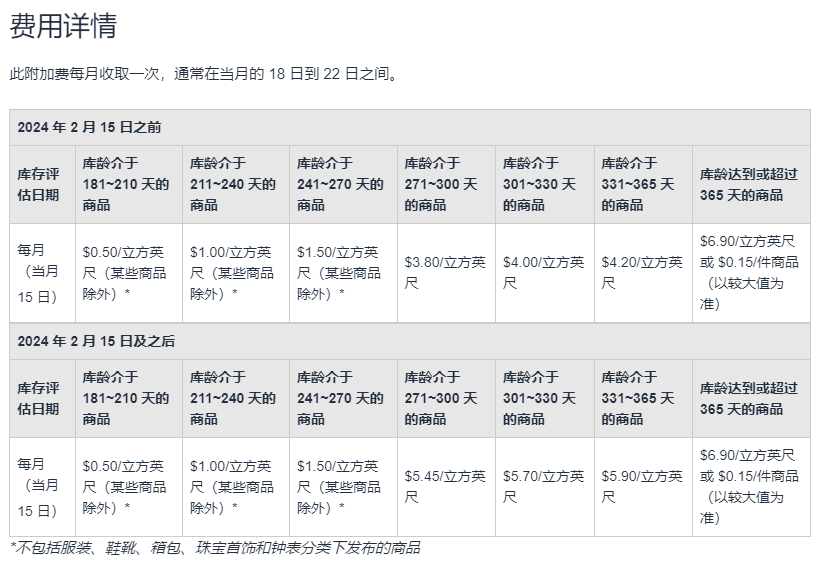 费用详情
此附加费每月收取一次，通常在当月的 18 日到 22 日之间。
2024 年 2 月 15 日之前
库存评
估日期
库龄介于
181~210 天的
商品
库龄介于
211~240 天的
商品
库龄介于
241~270 天的
商品
库龄介于
271~300 天
的商品
库龄介于
301~330 天
的商品
库龄介于
331~365 天
的商品
库龄达到或超过
365 天的商品
每月
（当月
15 日）
$0.50/立方英
尺（某些商品
除外）*
$1.00/立方英
尺（某些商品
除外）*
$1.50/立方英
尺（某些商品
除外）*
$3.80/立方英
尺
$4.00/立方英
尺
$4.20/立方英
尺
$6.90/立方英尺
或 $0.15/件商品
（以较大值为
准）
2024 年 2 月 15 日及之后
库存评
估日期
库龄介于
181~210 天的
商品
库龄介于
211~240 天的
商品
库龄介于
241~270 天的
商品
库龄介于
271~300 天
的商品
库龄介于
301~330 天
的商品
库龄介于
331~365 天
的商品
库龄达到或超过
365 天的商品
每月
（当月
15 日）
$0.50/立方英
尺（某些商品
除外）*
$1.00/立方英
尺（某些商品
除外）*
$1.50/立方英
尺（某些商品
除外）*
$5.45/立方英
尺
$5.70/立方英
尺
$5.90/立方英
尺
$6.90/立方英尺
或 $0.15/件商品
（以较大值为
准）
*不包括服装、鞋靴、箱包、珠宝首饰和钟表分类下发布的商品